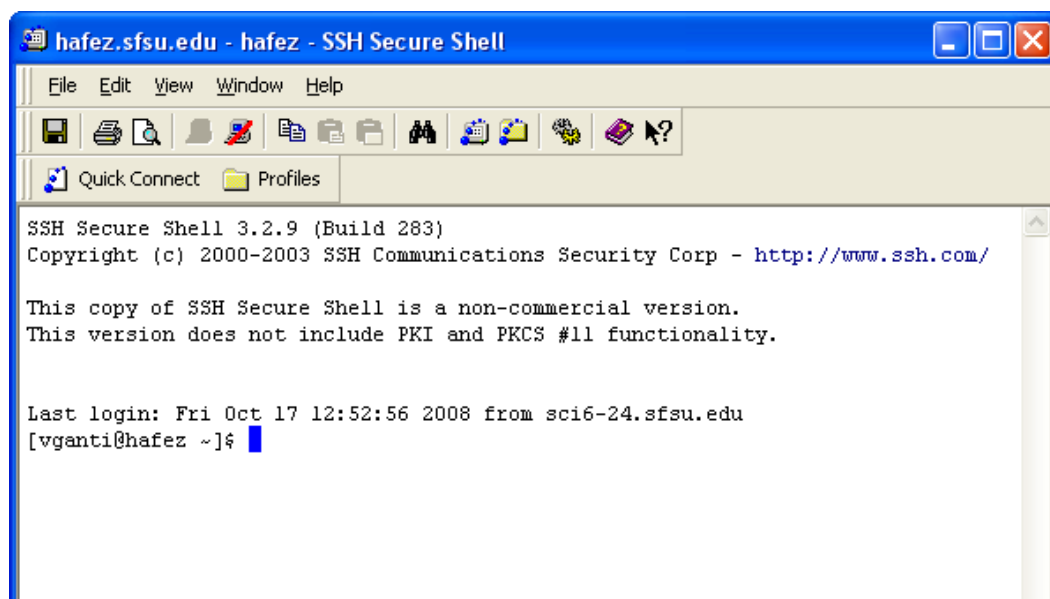 hafez.sfsu.edu - hafez - SSH Secure Shell
File Edit View Window Help
Quick Connect Profiles
SSH Secure Shell 3.2.9 (Build 283)
Copyright (c) 2000-2003 SSH Communications Security Corp - http://www.ssh.com/
This copy of SSH Secure Shell is a non-commercial version.
This version does not include PKI and PKCS #11 functionality.
Last login: Fri Oct 17 12:52:56 2008 from sci6-24.sfsu.edu
[vganti@hafez ~]$